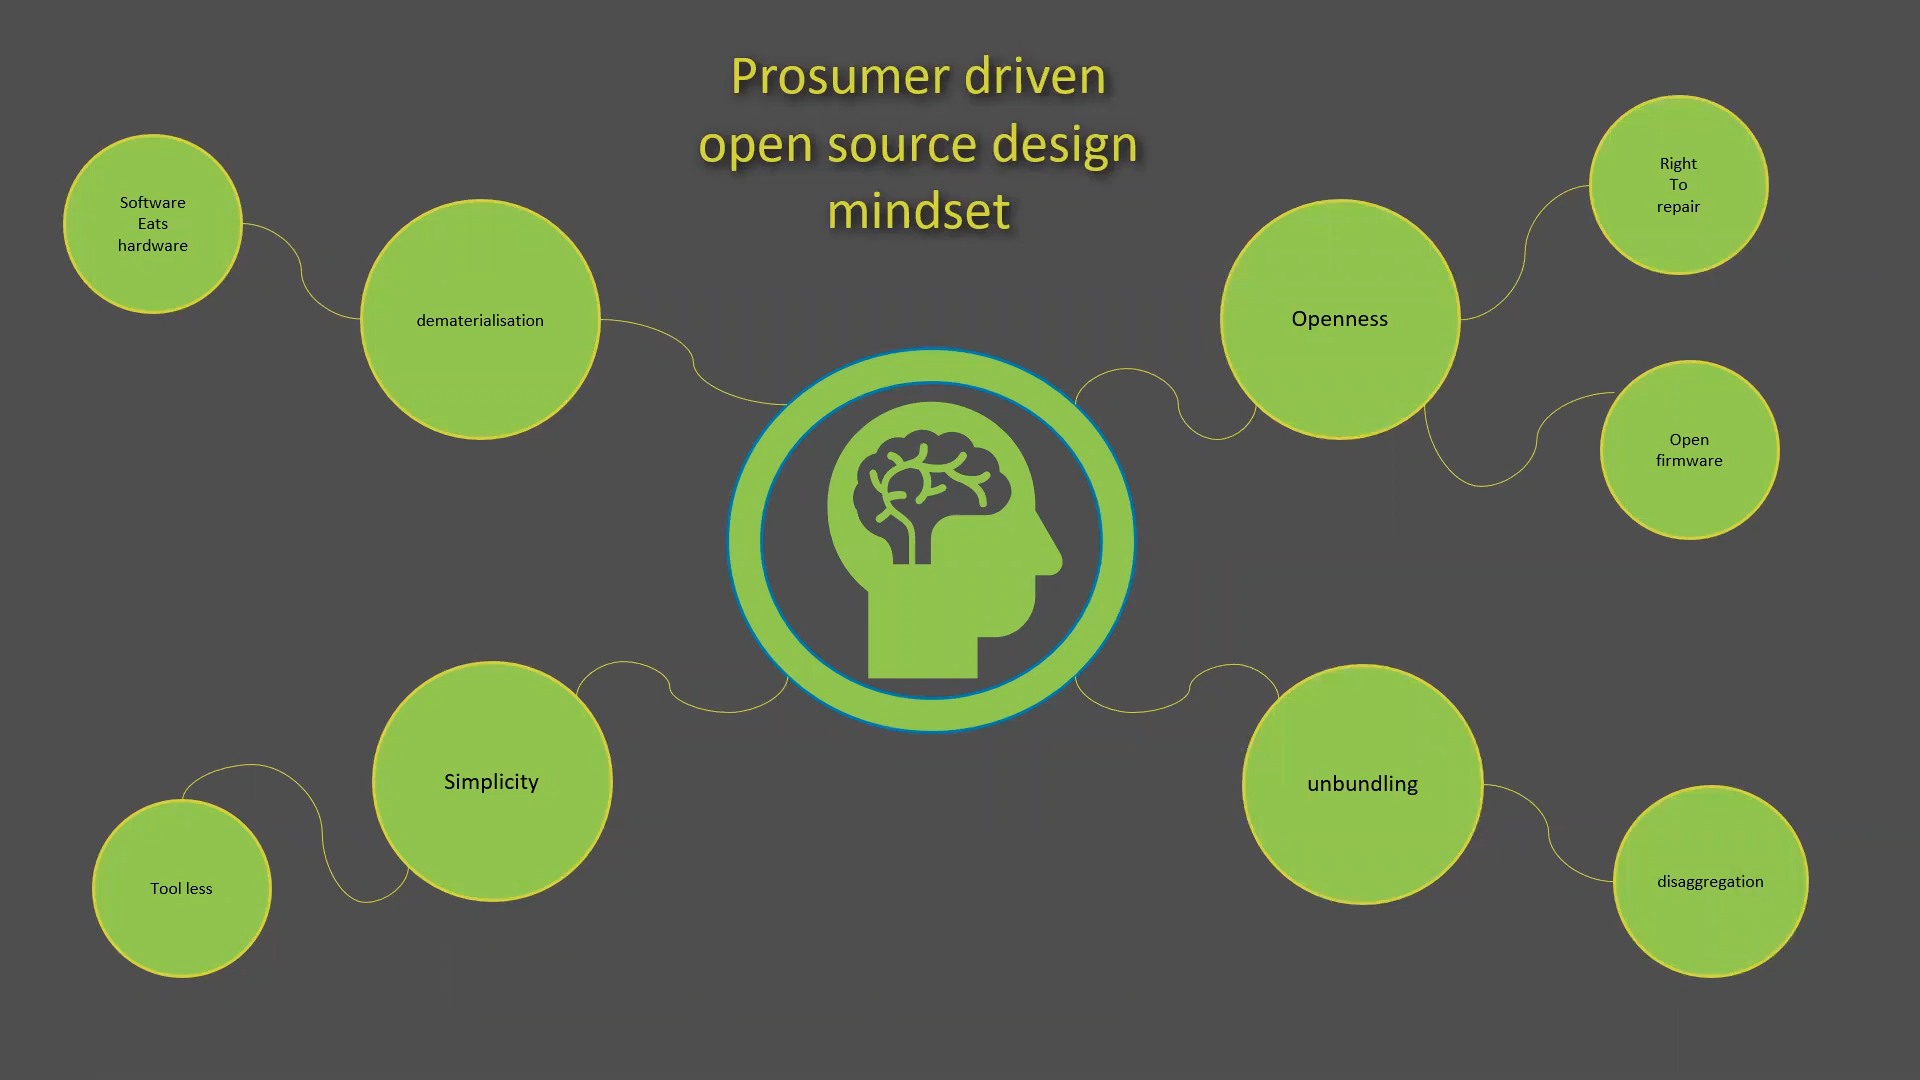 Prosumer driven
open source design
mindset
Software
Eats
hardware
dematerialisation
Openness
Right
To
repair
Open
firmware
Simplicity
Tool less
unbundling
disaggregation